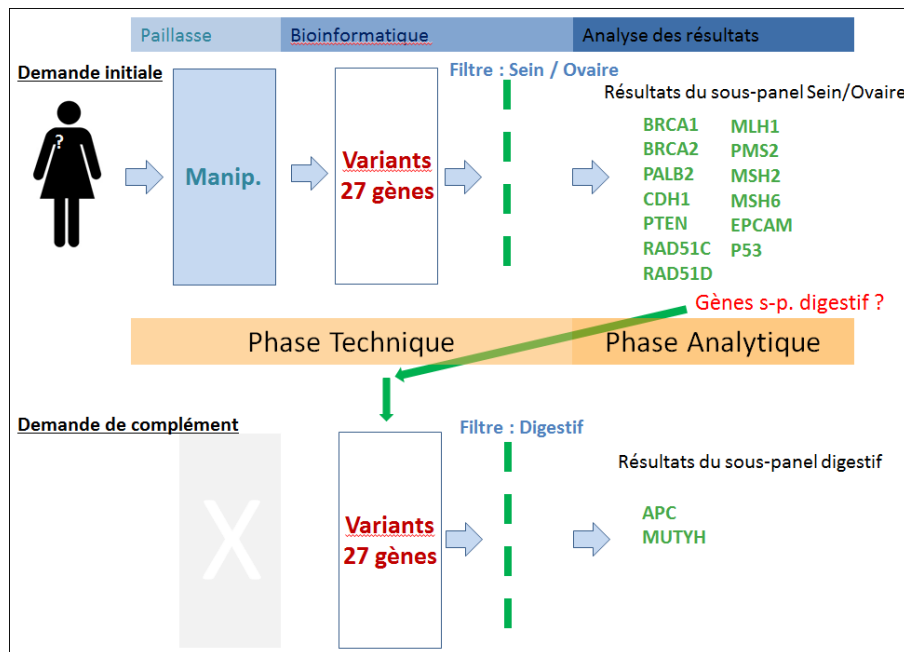 Paillasse
Bioinformatique
Analyse des résultats
Demande initiale
Filtre : Sein / Ovaire
Résultats du sous-panel Sein/Ovaire
?
Manip.
Variants
27 gènes
BRCA1
BRCA2
PALB2
CDH1
PTEN
RAD51C
RAD51D
MLH1
PMS2
MSH2
MSH6
EPCAM
P53
Gènes s-p. digestif ?
Phase Technique
Phase Analytique
Demande de complément
Filtre : Digestif
Résultats du sous-panel digestif
X
Variants
27 gènes
APC
MUTYH